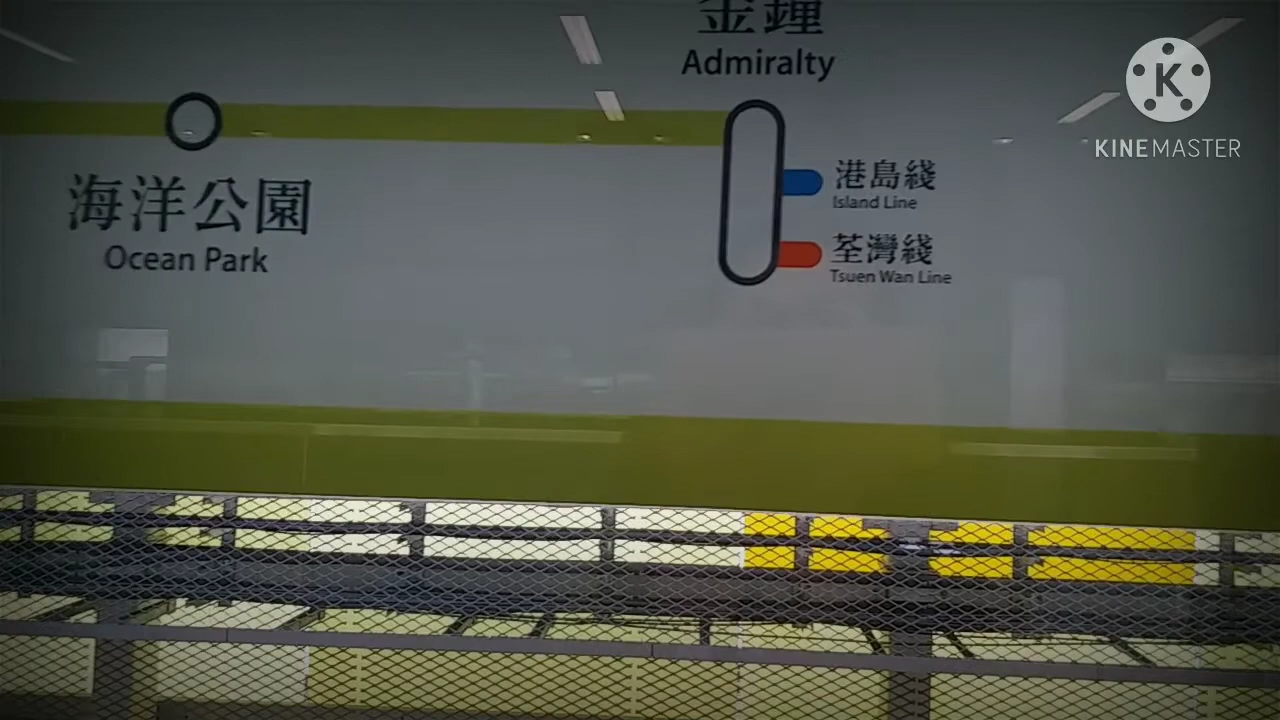 金鐘
Admiralty
K
KINEMASTER
海洋公園
Ocean Park
港島綫
Island Line
荃灣綫
Tsuen Wan Line